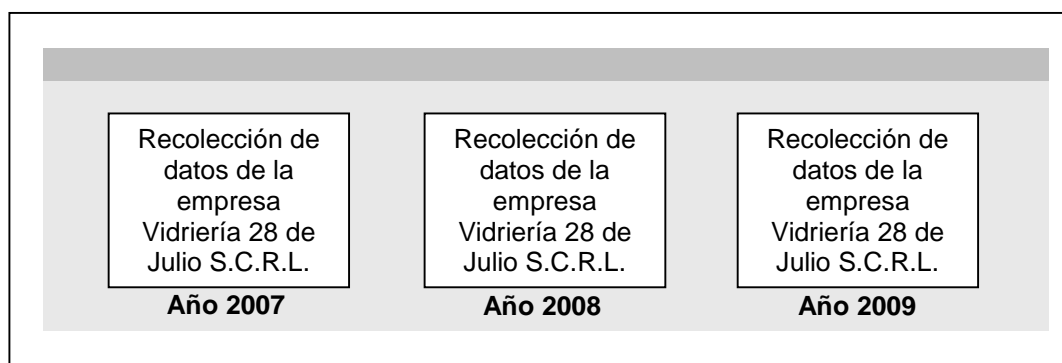 Recolección de
datos de la
empresa
Vidriería 28 de
Julio S.C.R.L.
Año 2007
Recolección de
datos de la
empresa
Vidriería 28 de
Julio S.C.R.L.
Año 2008
Recolección de
datos de la
empresa
Vidriería 28 de
Julio S.C.R.L.
Año 2009